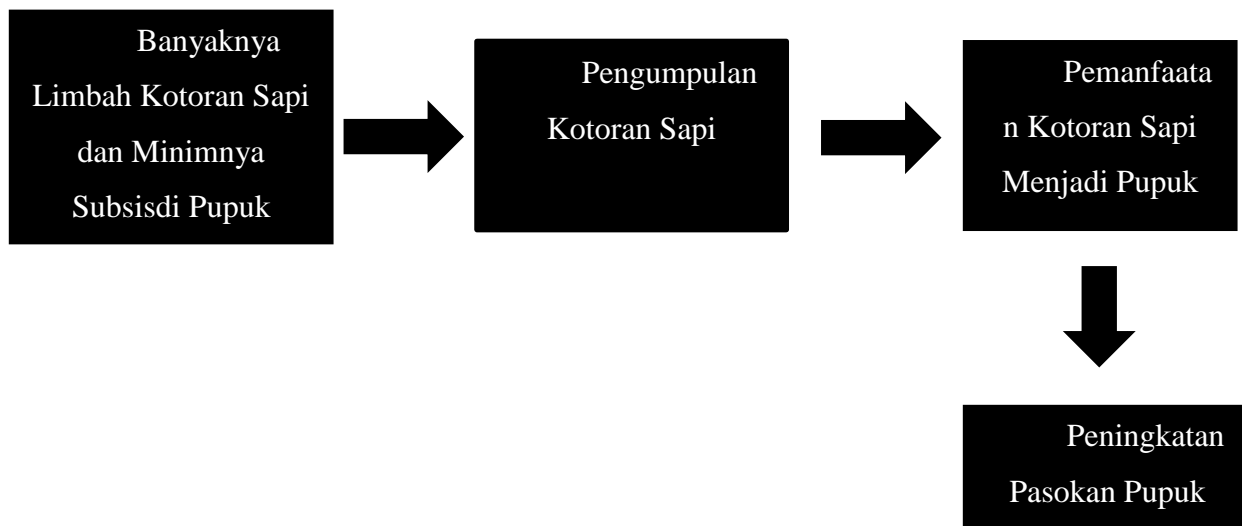 Banyaknya
Limbah Kotoran Sapi
dan Minimnya
Subsisdi Pupuk
Pengumpulan
Kotoran Sapi
Pemanfaata
n Kotoran Sapi
Menjadi Pupuk
Peningkatan
Pasokan Pupuk